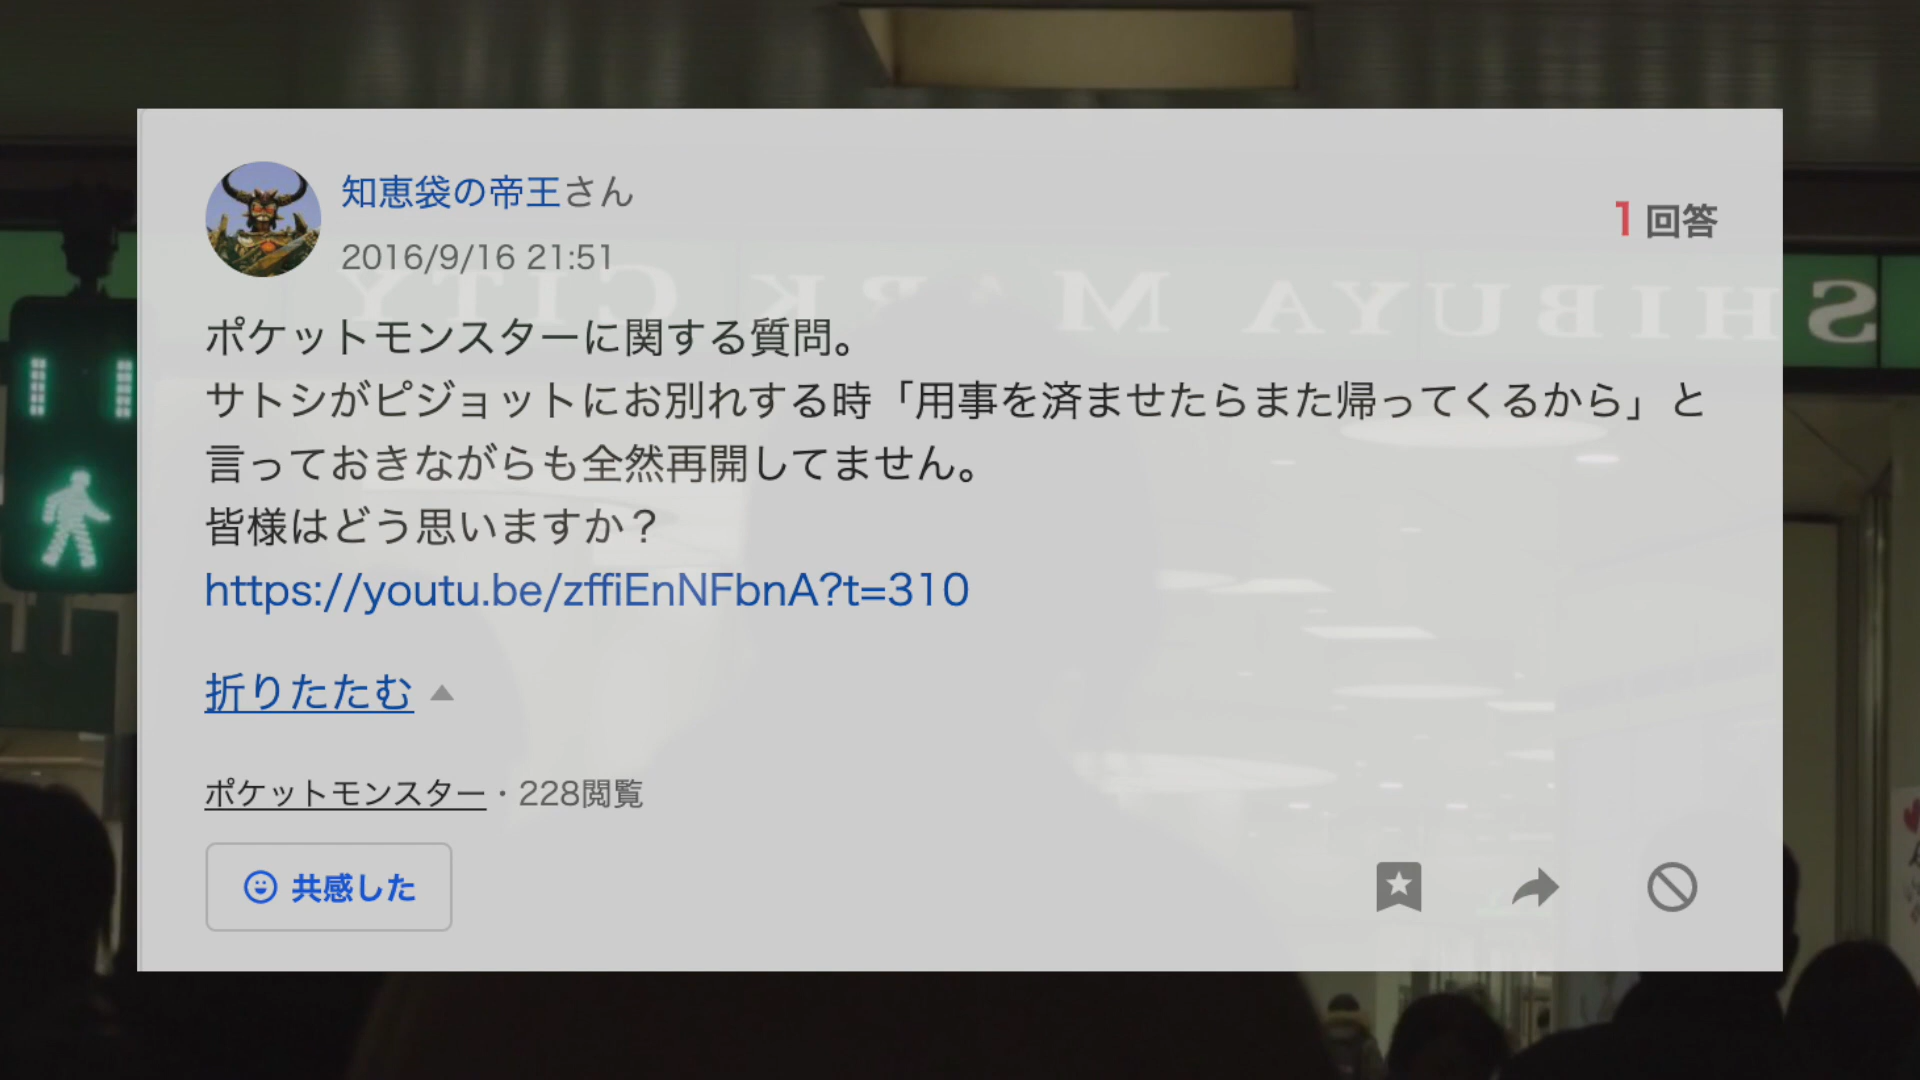 知恵袋の帝王さん
2016/9/16 21:51
1回答
SHIBUYA MARK CITY
ポケットモンスターに関する質問。
サトシがピジョットにお別れする時「用事を済ませたらまた帰ってくるから」と
言っておきながらも全然再開してません。
皆様はどう思いますか？
https://youtu.be/zffiEnNFbnA?t=310
折りたたむ
ポケットモンスター・228閲覧
共感した